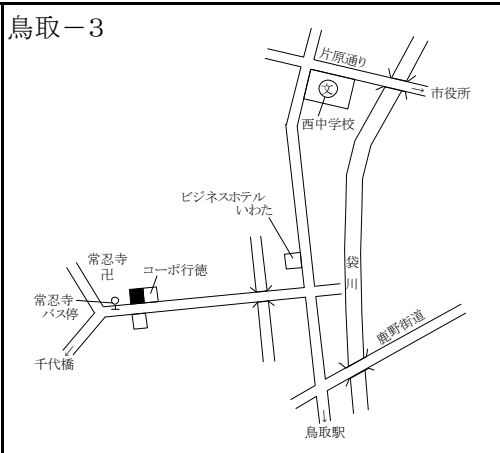 鳥取－3
片原通り
→
市役所
文
西中学校
ビジネスホテル
いわた
袋川
常忍寺
卍
コーポ行徳
常忍寺
バス停
千代橋
鹿野街道
鳥取駅